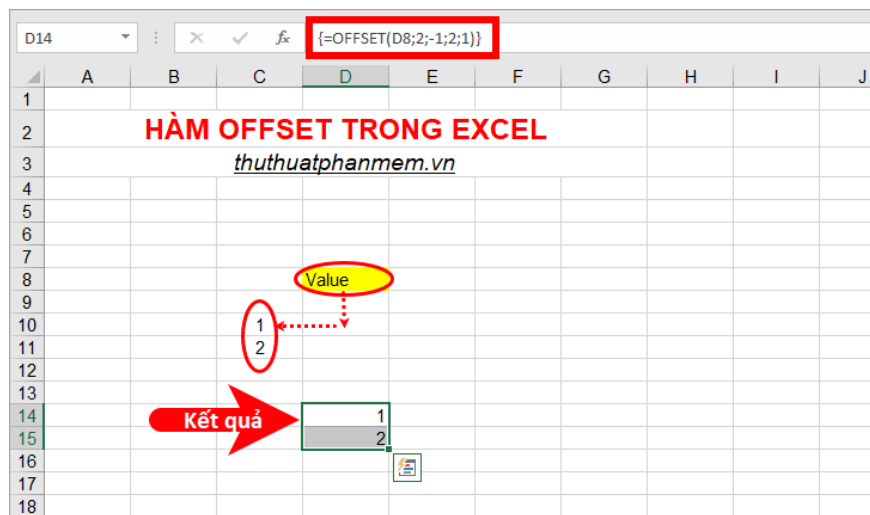 D14 fx {=OFFSET(D8;2;-1;2;1)}
A B C D E F G H I J
1
2 HÀM OFFSET TRONG EXCEL
3 thuthuatphanmem.vn
4
5
6
7
8 Value
9
10 1
11 2
12
13
14 Kết quả 1
15 2
16
17
18